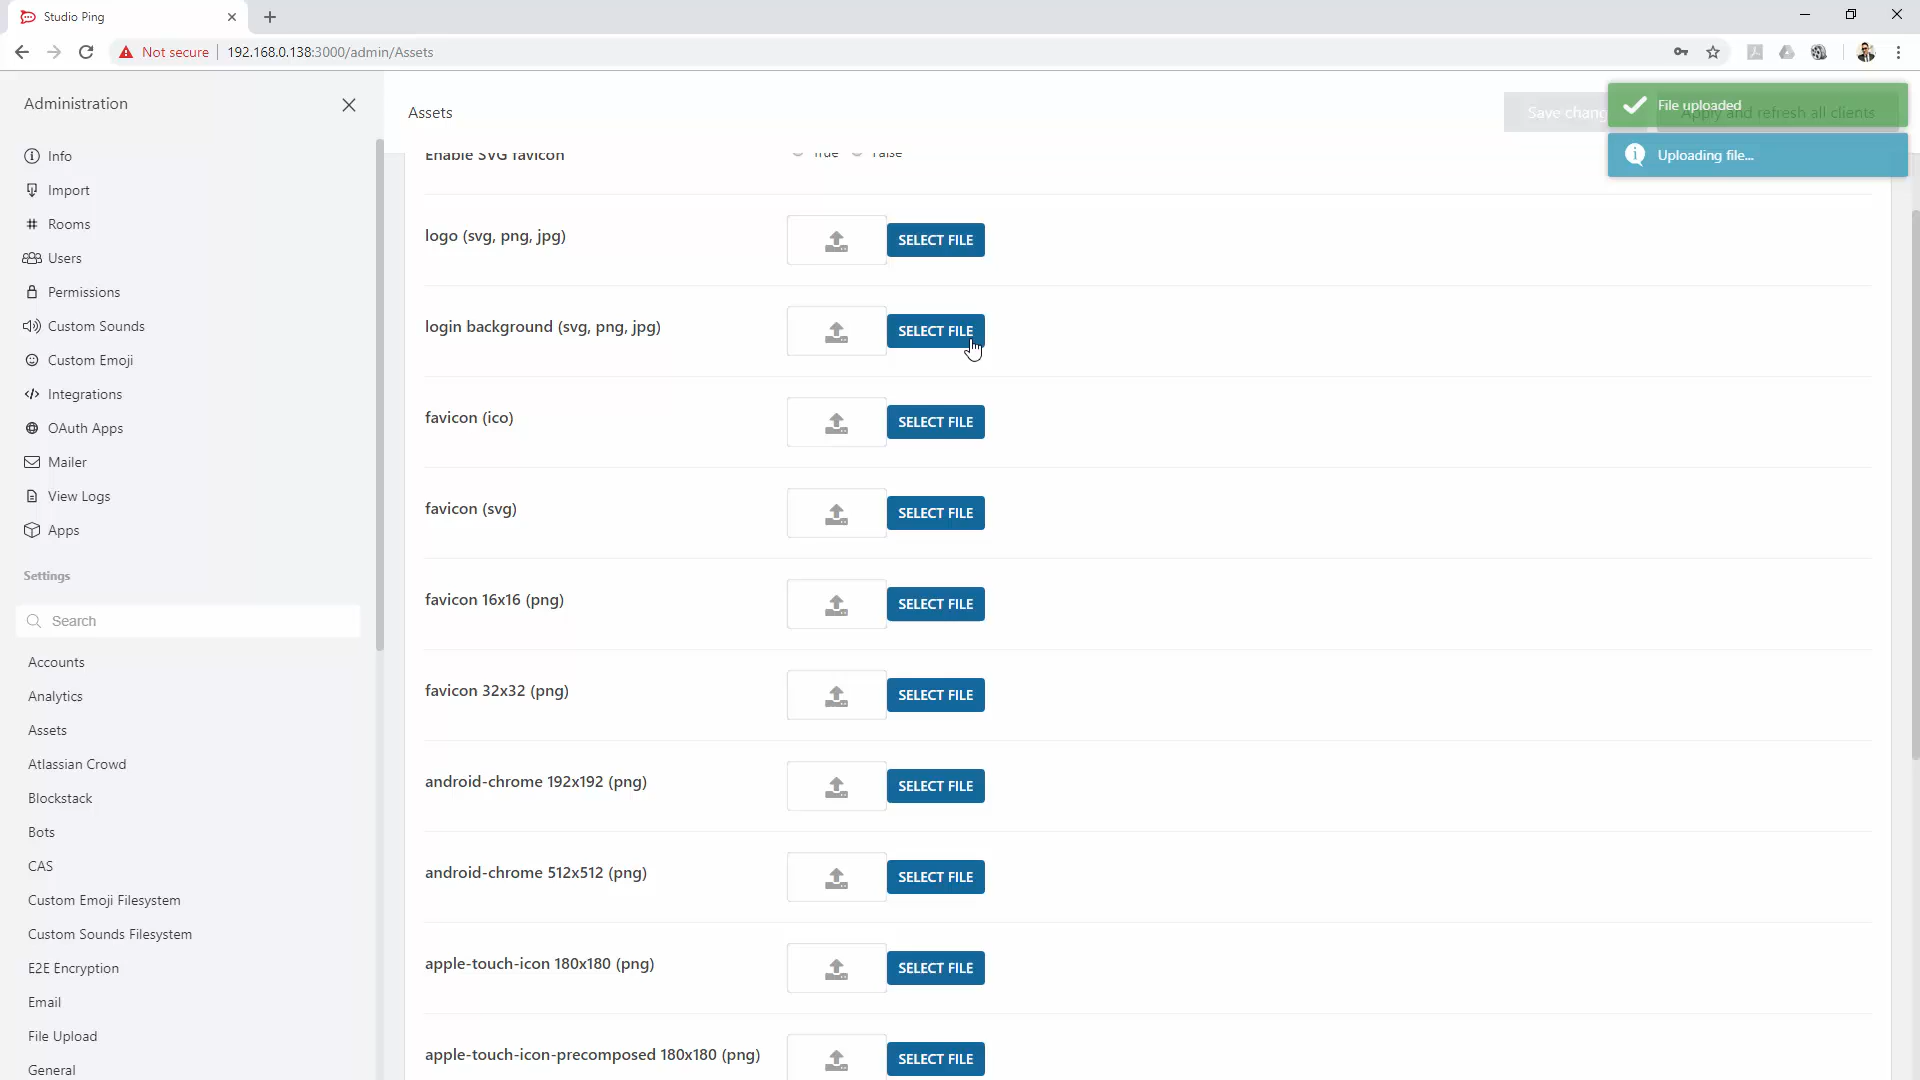 Studio Ping
Not secure
192.168.0.138:3000/admin/Assets
Administration
Info
Import
Rooms
Users
Permissions
Custom Sounds
Custom Emoji
Integrations
OAuth Apps
Mailer
View Logs
Apps
Settings
Search
Accounts
Analytics
Assets
Atlassian Crowd
Blockstack
Bots
CAS
Custom Emoji Filesystem
Custom Sounds Filesystem
E2E Encryption
Email
File Upload
General
Assets
Save chang
Apply and refresh all clients
File uploaded
Uploading file...
Enable SVG favicon
True
False
logo (svg, png, jpg)
SELECT FILE
login background (svg, png, jpg)
SELECT FILE
favicon (ico)
SELECT FILE
favicon (svg)
SELECT FILE
favicon 16x16 (png)
SELECT FILE
favicon 32x32 (png)
SELECT FILE
android-chrome 192x192 (png)
SELECT FILE
android-chrome 512x512 (png)
SELECT FILE
apple-touch-icon 180x180 (png)
SELECT FILE
apple-touch-icon-precomposed 180x180 (png)
SELECT FILE